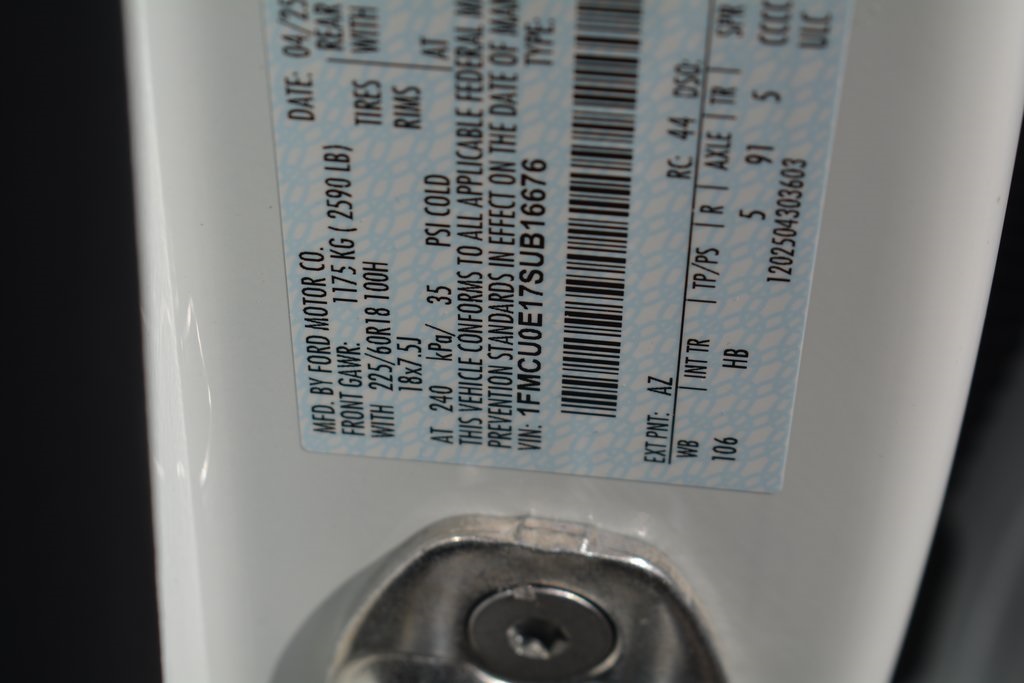 MFD. BY FORD MOTOR CO.
DATE: 04/25
FRONT GAWR: 1175 KG ( 2590 LB)
REAR
WITH 225/60R18 100H TIRES
WITH
18x7.5J RIMS
AT 240 kPa/ 35 PSI COLD
AT
THIS VEHICLE CONFORMS TO ALL APPLICABLE FEDERAL
PREVENTION STANDARDS IN EFFECT ON THE DATE OF
VIN: 1FMCU0E17SUB16676
TYPE:
EXT PNT: AZ RC: 44 DSO:
WB | INT TR | TP/PS | R | AXLE | TR | SPR
106 HB 5 91 5 CCCC
1202504303603 ULC